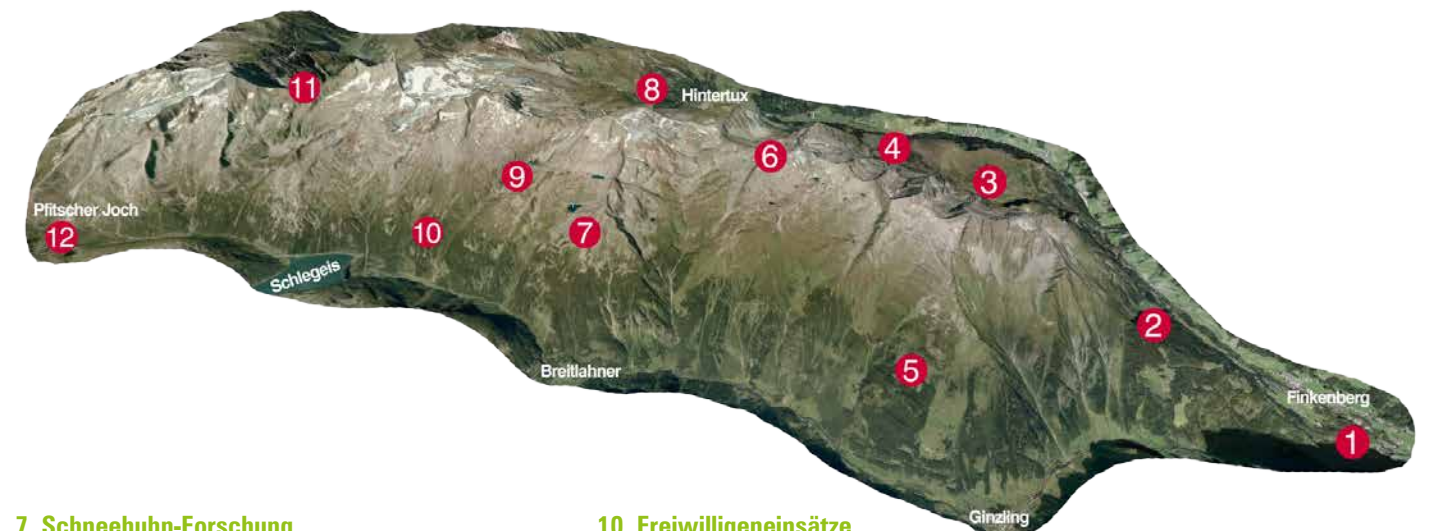 11
8
Hintertux
4
6
3
9
Pfitscher Joch
12
10
7
Schlegeis
2
Breitlahner
5
Finkenberg
1
Ginzling
7 Schneehuhn-Forschung
10 Freiwilligeneinsätze